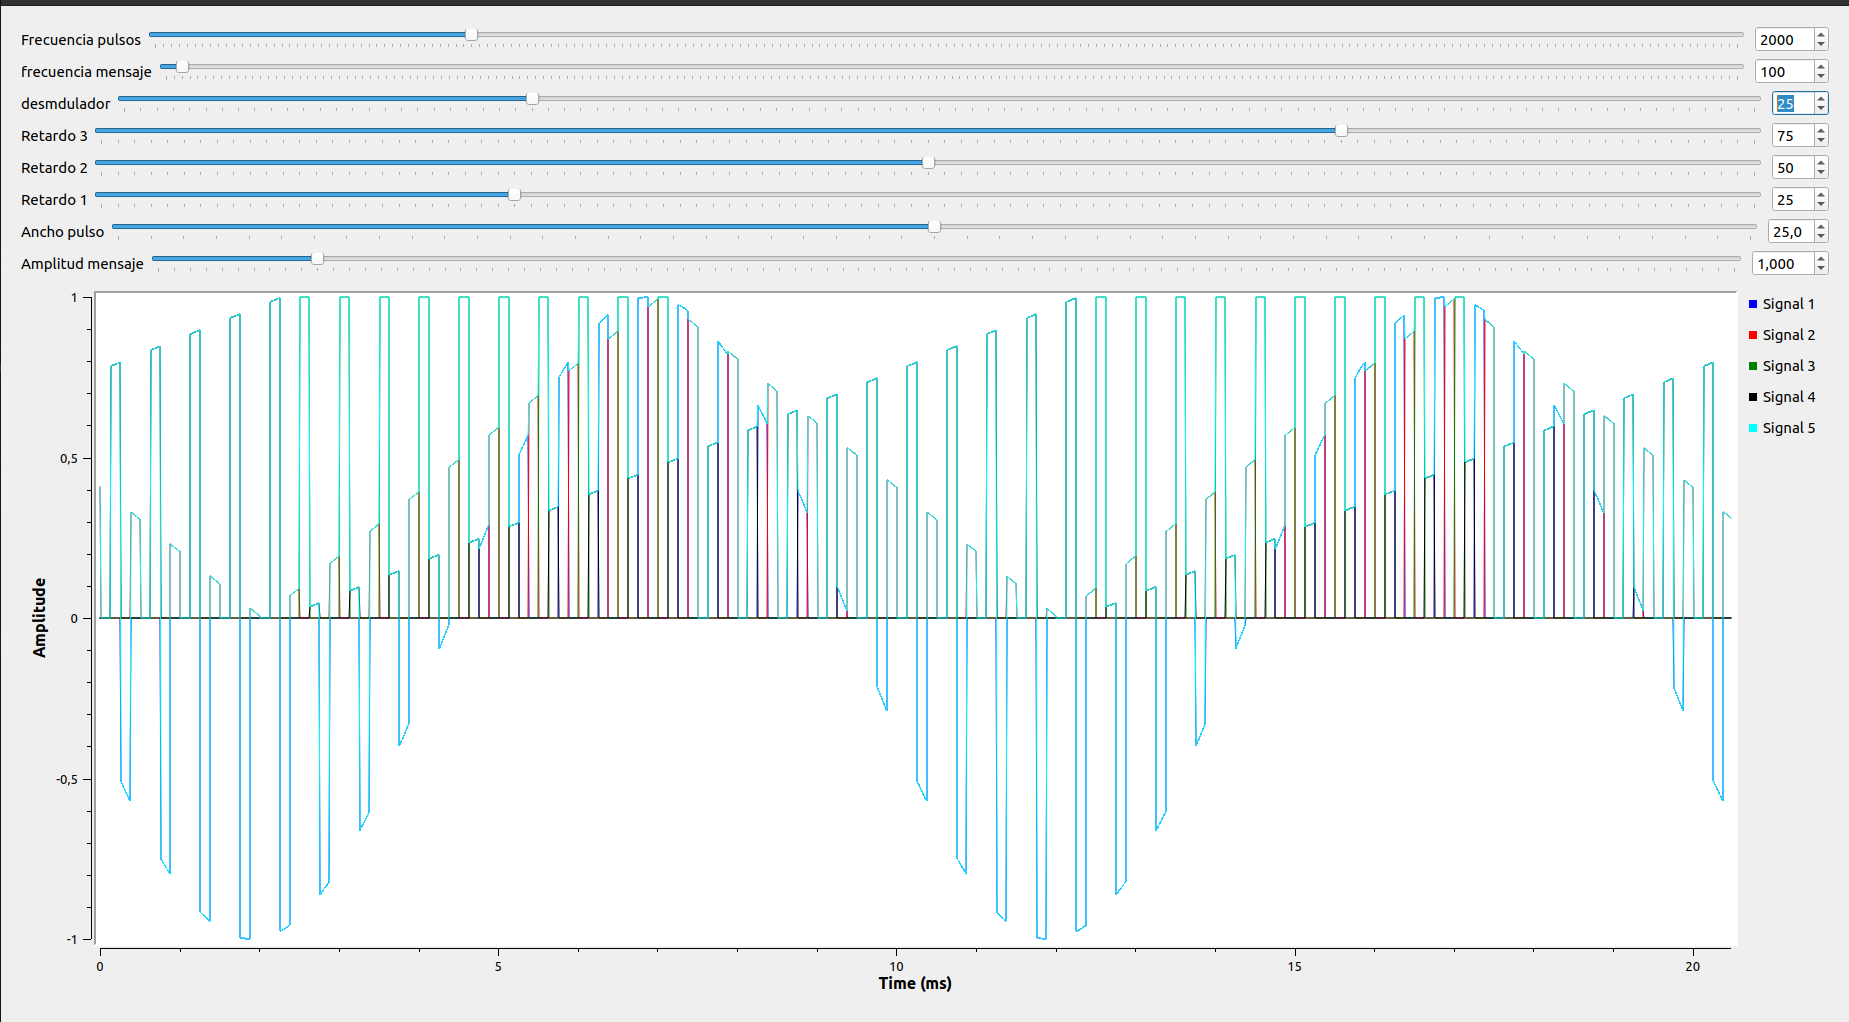 Frecuencia pulsos 2000
frecuencia mensaje 100
desmdulador 25
Retardo 3 75
Retardo 2 50
Retardo 1 25
Ancho pulso 25,0
Amplitud mensaje 1,000
1
0,5
0
-0,5
-1
Amplitude
0 5 10 15 20
Time (ms)
Signal 1
Signal 2
Signal 3
Signal 4
Signal 5